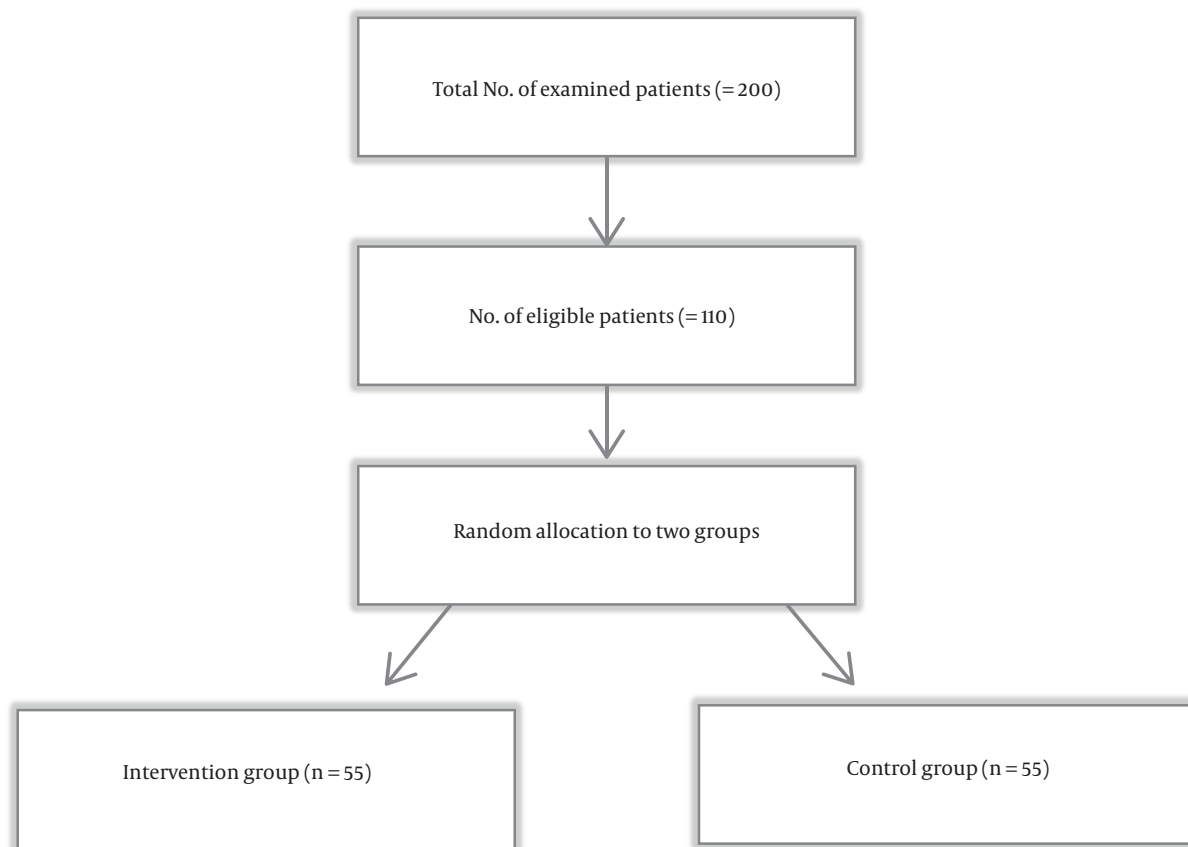 Total No. of examined patients (= 200)
No. of eligible patients (= 110)
Random allocation to two groups
Intervention group (n = 55)
Control group (n = 55)